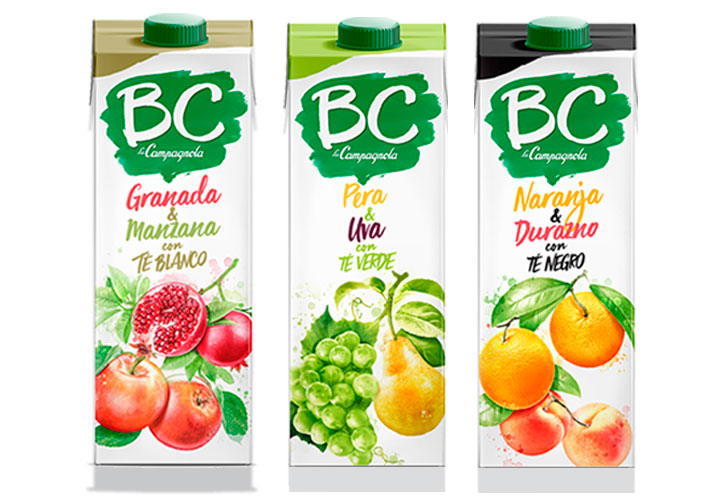 BC
La Campagnola
Granada
&
Manzana
con
TÉ BLANCO
BC
La Campagnola
Pera
&
Uva
con
TÉ VERDE
BC
La Campagnola
Naranja
&
Durazno
con
TÉ NEGRO